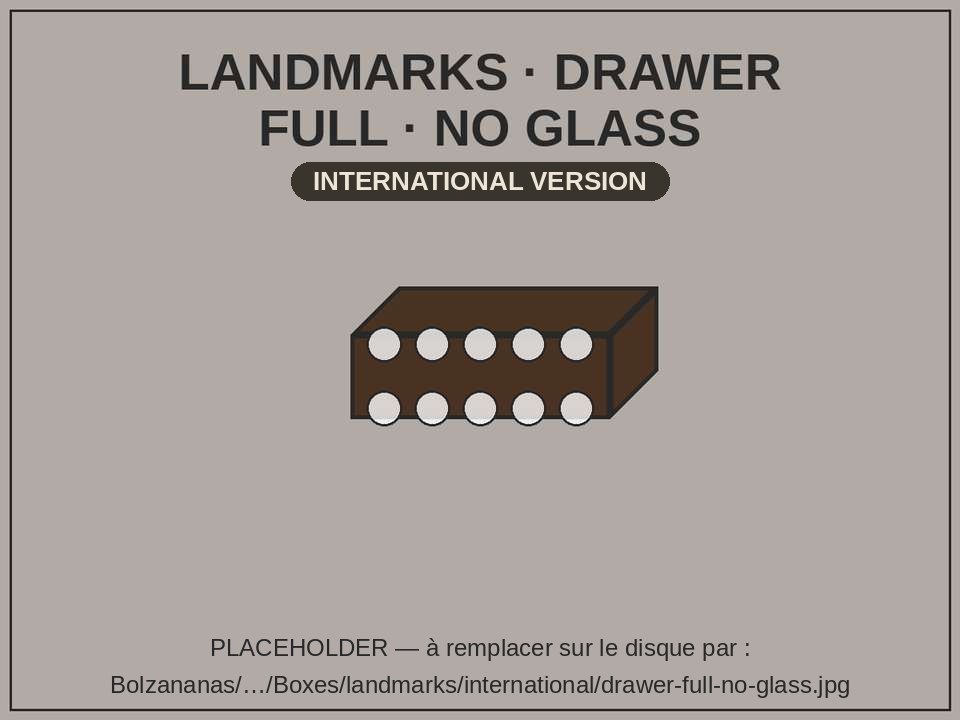 LANDMARKS · DRAWER
FULL · NO GLASS
INTERNATIONAL VERSION
PLACEHOLDER — à remplacer sur le disque par :
Bolzananas/…/Boxes/landmarks/international/drawer-full-no-glass.jpg